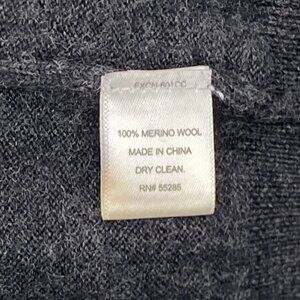 100% MERINO WOOL
MADE IN CHINA
DRY CLEAN.
RN# 55285